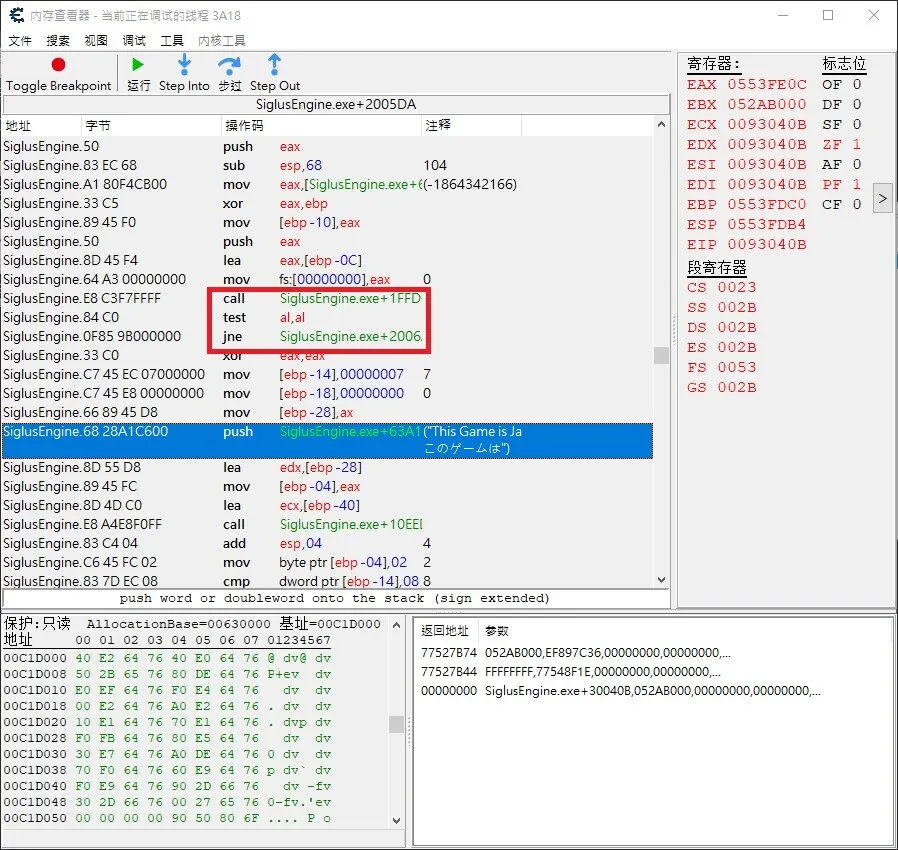 内存查看器 - 当前正在调试的线程 3A18
文件 搜索 视图 调试 工具 内核工具
Toggle Breakpoint 运行 Step Into 步过 Step Out
SiglusEngine.exe+2005DA
地址 字节 操作码 注释
SiglusEngine.50 push eax
SiglusEngine.83 EC 68 sub esp,68 104
SiglusEngine.A1 80F4CB00 mov eax,[SiglusEngine.exe+6(-1864342166)
SiglusEngine.33 C5 xor eax,ebp
SiglusEngine.89 45 F0 mov [ebp -10],eax
SiglusEngine.50 push eax
SiglusEngine.8D 45 F4 lea eax,[ebp -0C]
SiglusEngine.64 A3 00000000 mov fs:[00000000],eax 0
SiglusEngine.E8 C3F7FFFF call SiglusEngine.exe+1FFD
SiglusEngine.84 C0 test al,al
SiglusEngine.0F85 9B000000 jne SiglusEngine.exe+2006.
SiglusEngine.33 C0 xor eax,eax
SiglusEngine.C7 45 EC 07000000 mov [ebp -14],00000007 7
SiglusEngine.C7 45 E8 00000000 mov [ebp -18],00000000 0
SiglusEngine.66 89 45 D8 mov [ebp -28],ax
SiglusEngine.68 28A1C600 push SiglusEngine.exe+63A1 ("This Game is Ja
このゲームは")
SiglusEngine.8D 55 D8 lea edx,[ebp -28]
SiglusEngine.89 45 FC mov [ebp -04],eax
SiglusEngine.8D 4D C0 lea ecx,[ebp -40]
SiglusEngine.E8 A4E8F0FF call SiglusEngine.exe+10EE
SiglusEngine.83 C4 04 add esp,04 4
SiglusEngine.C6 45 FC 02 mov byte ptr [ebp -04],02 2
SiglusEngine.83 7D EC 08 cmp dword ptr [ebp -14],08 8
push word or doubleword onto the stack (sign extended)
寄存器: 标志位
EAX 0553FE0C OF 0
EBX 052AB000 DF 0
ECX 0093040B SF 0
EDX 0093040B ZF 1
ESI 0093040B AF 0
EDI 0093040B PF 1
EBP 0553FDC0 CF 0
ESP 0553FDB4
EIP 0093040B
>
段寄存器
CS 0023
SS 002B
DS 002B
ES 002B
FS 0053
GS 002B
保护:只读 AllocationBase=00630000 基址=00C1D000
地址 00 01 02 03 04 05 06 07 01234567
00C1D000 40 E2 64 76 40 E0 64 76 @ dv@ dv
00C1D008 50 2B 65 76 80 DE 64 76 P+ev dv
00C1D010 E0 EF 64 76 F0 E4 64 76 dv dv
00C1D018 00 E2 64 76 A0 E2 64 76 . dv dv
00C1D020 10 E1 64 76 70 E1 64 76 . dvp dv
00C1D028 F0 FB 64 76 80 E5 64 76 dv dv
00C1D030 30 E7 64 76 A0 DE 64 76 0 dv dv
00C1D038 70 F0 64 76 60 E9 64 76 p dv` dv
00C1D040 F0 E9 64 76 90 2D 66 76 dv -fv
00C1D048 30 2D 66 76 00 27 65 76 0-fv.'ev
00C1D050 00 00 00 00 90 50 80 6F .... P o
返回地址 参数
77527B74 052AB000,EF897C36,00000000,00000000,...
77527B44 FFFFFFFF,77548F1E,00000000,00000000,...
00000000 SiglusEngine.exe+30040B,052AB000,00000000,00000000,...